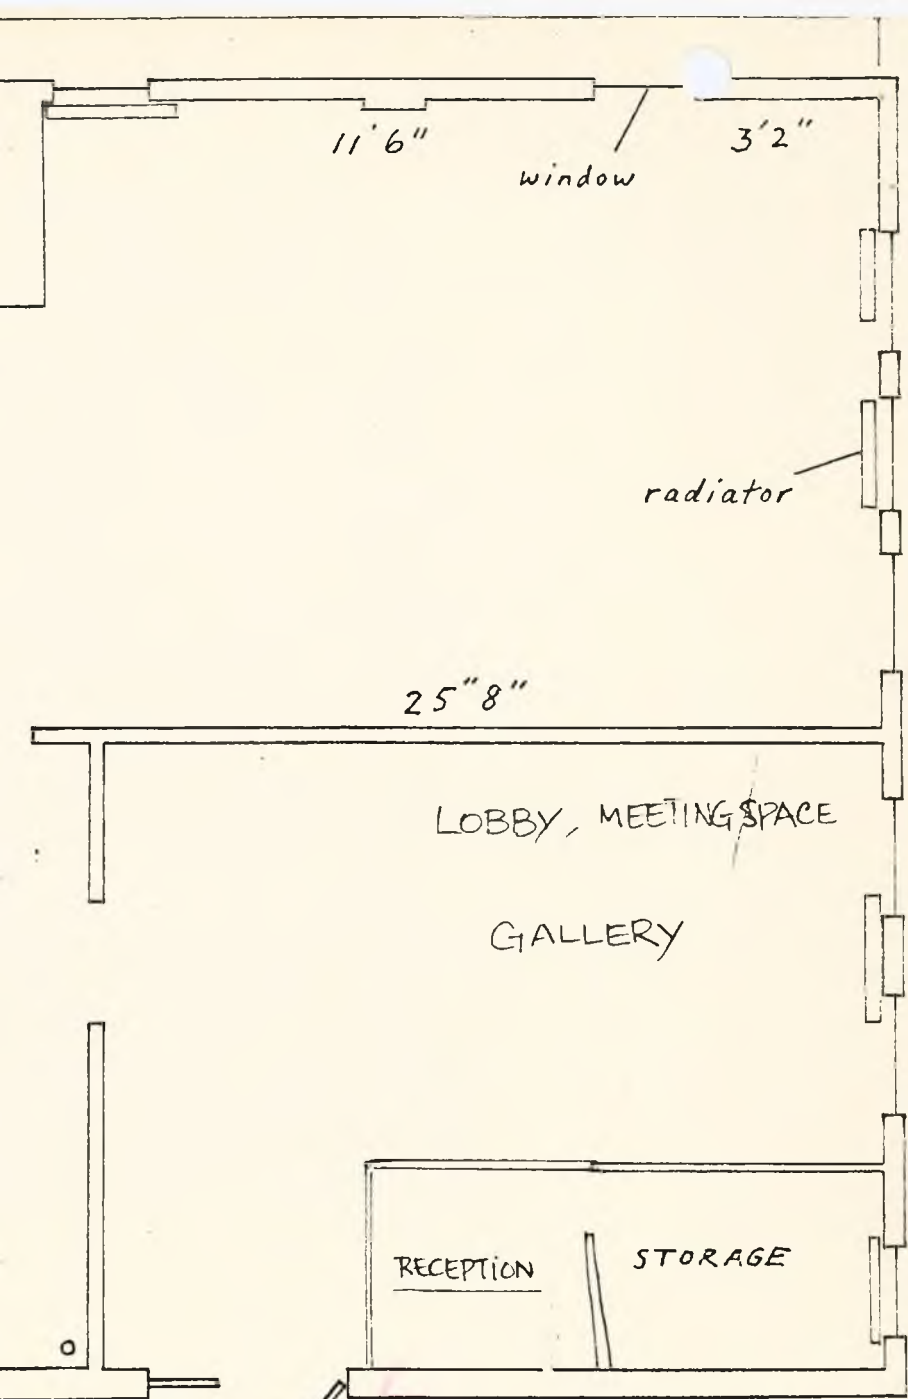 11'6"
3'2"
window
radiator
25"8"
LOBBY, MEETING SPACE
GALLERY
RECEPTION
STORAGE